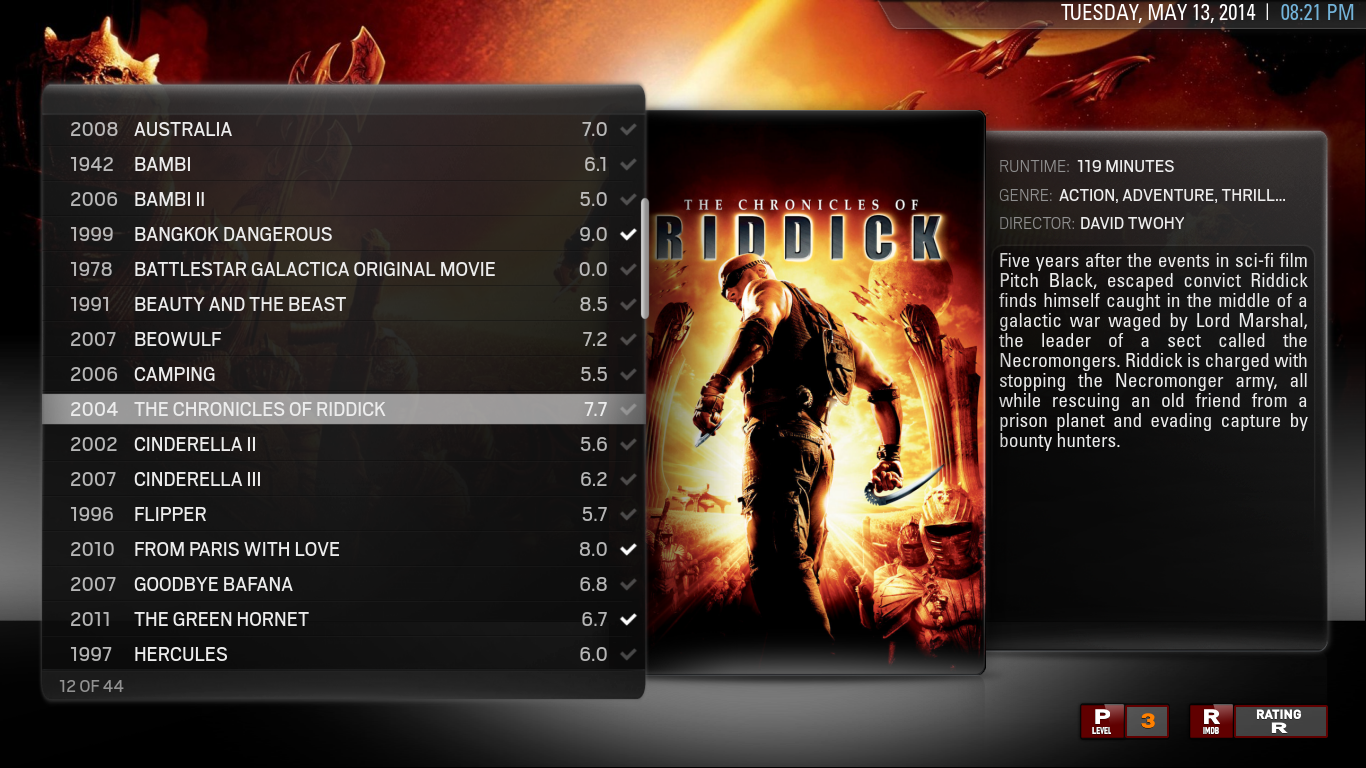 TUESDAY, MAY 13, 2014 | 08:21 PM
2008 AUSTRALIA 7.0
1942 BAMBI 6.1
2006 BAMBI II 5.0
1999 BANGKOK DANGEROUS 9.0
1978 BATTLESTAR GALACTICA ORIGINAL MOVIE 0.0
1991 BEAUTY AND THE BEAST 8.5
2007 BEOWULF 7.2
2006 CAMPING 5.5
2004 THE CHRONICLES OF RIDDICK 7.7
2002 CINDERELLA II 5.6
2007 CINDERELLA III 6.2
1996 FLIPPER 5.7
2010 FROM PARIS WITH LOVE 8.0
2007 GOODBYE BAFANA 6.8
2011 THE GREEN HORNET 6.7
1997 HERCULES 6.0
12 OF 44
THE CHRONICLES OF
RIDDICK
RUNTIME: 119 MINUTES
GENRE: ACTION, ADVENTURE, THRILL...
DIRECTOR: DAVID TWOHY
Five years after the events in sci-fi film
Pitch Black, escaped convict Riddick
finds himself caught in the middle of a
galactic war waged by Lord Marshal,
the leader of a sect called the
Necromongers. Riddick is charged with
stopping the Necromonger army, all
while rescuing an old friend from a
prison planet and evading capture by
bounty hunters.
P
LEVEL
3
R
IMDB
RATING
R